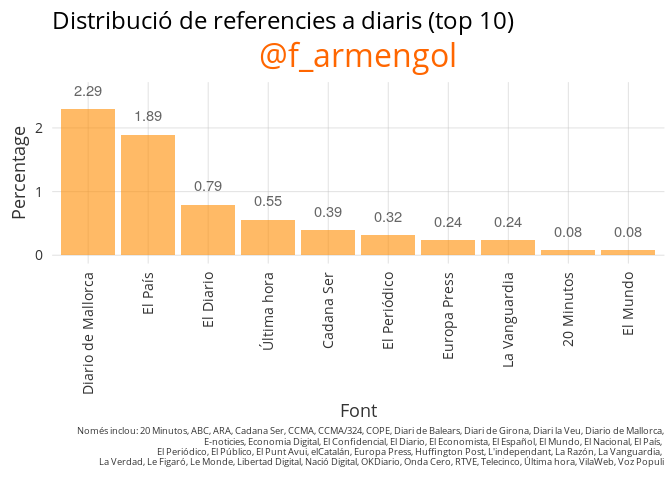 Distribució de referencies a diaris (top 10)
@f_armengol
2.29
1.89
0.79
0.55
0.39
0.32
0.24
0.24
0.08
0.08
Percentage
2
1
0
Diario de Mallorca
El País
El Diario
Última hora
Cadana Ser
El Periódico
Europa Press
La Vanguardia
20 Minutos
El Mundo
Font
Només inclou: 20 Minutos, ABC, ARA, Cadana Ser, CCMA, CCMA/324, COPE, Diari de Balears, Diari de Girona, Diari la Veu, Diario de Mallorca,
E-noticies, Economia Digital, El Confidencial, El Diario, El Economista, El Español, El Mundo, El Nacional, El País,
El Periódico, El Público, El Punt Avui, elCatalán, Europa Press, Huffington Post, L'independant, La Razón, La Vanguardia,
La Verdad, Le Figaró, Le Monde, Libertad Digital, Nació Digital, OKDiario, Onda Cero, RTVE, Telecinco, Última hora, VilaWeb, Voz Populi